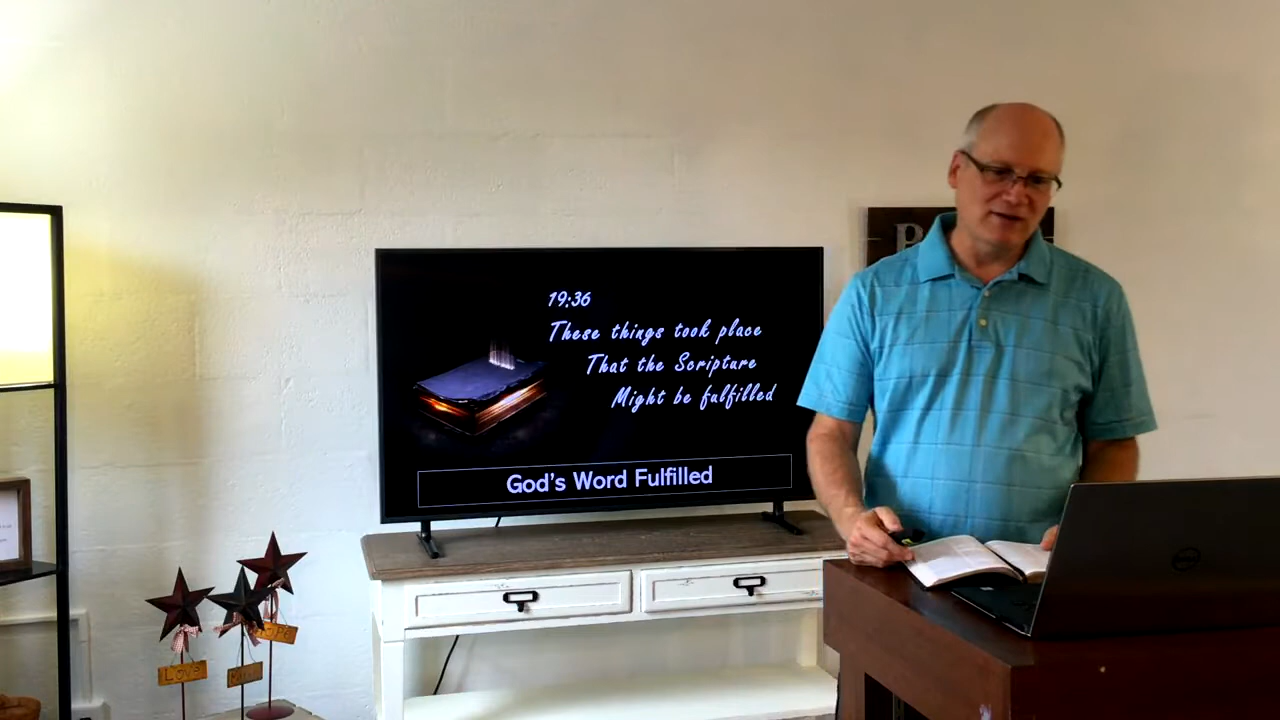 19:36
These things took place
That the Scripture
Might be fulfilled
God's Word Fulfilled
Love